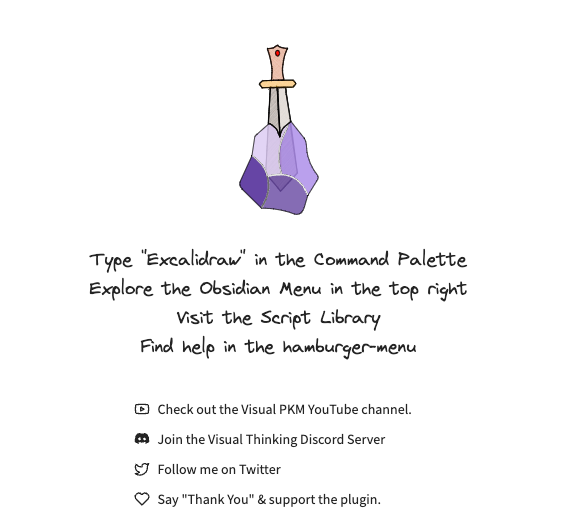 Type "Excalidraw" in the Command Palette
Explore the Obsidian Menu in the top right
Visit the Script Library
Find help in the hamburger-menu
Check out the Visual PKM YouTube channel.
Join the Visual Thinking Discord Server
Follow me on Twitter
Say "Thank You" & support the plugin.